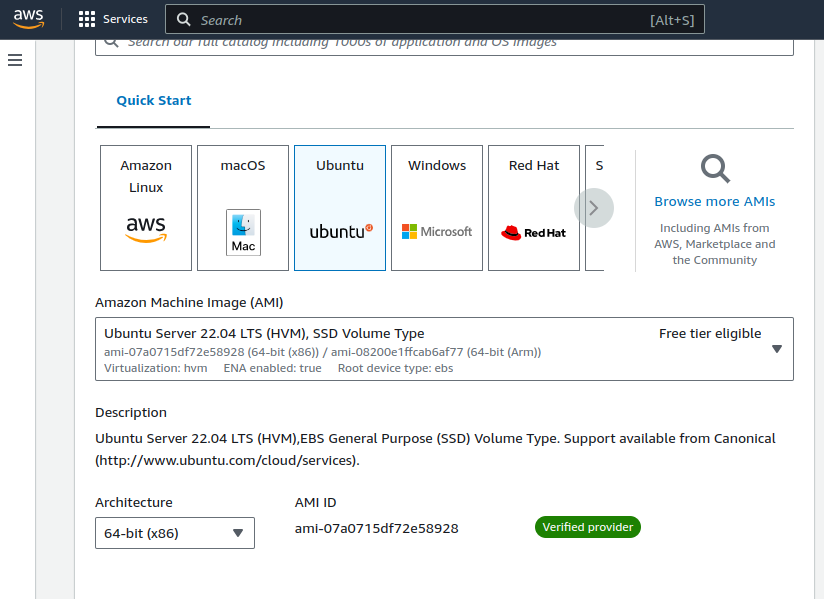 aws
Services
Search
[Alt+S]
Search our full catalog including 1000s of application and OS images
Quick Start
Amazon
Linux
aws
macOS
Mac
Ubuntu
ubuntu
Windows
Microsoft
Red Hat
Red Hat
S
Browse more AMIs
Including AMIs from
AWS, Marketplace and
the Community
Amazon Machine Image (AMI)
Ubuntu Server 22.04 LTS (HVM), SSD Volume Type
Free tier eligible
ami-07a0715df72e58928 (64-bit (x86)) / ami-08200e1ffcab6af77 (64-bit (Arm))
Virtualization: hvm ENA enabled: true Root device type: ebs
Description
Ubuntu Server 22.04 LTS (HVM),EBS General Purpose (SSD) Volume Type. Support available from Canonical
(http://www.ubuntu.com/cloud/services).
Architecture
AMI ID
64-bit (x86)
ami-07a0715df72e58928
Verified provider